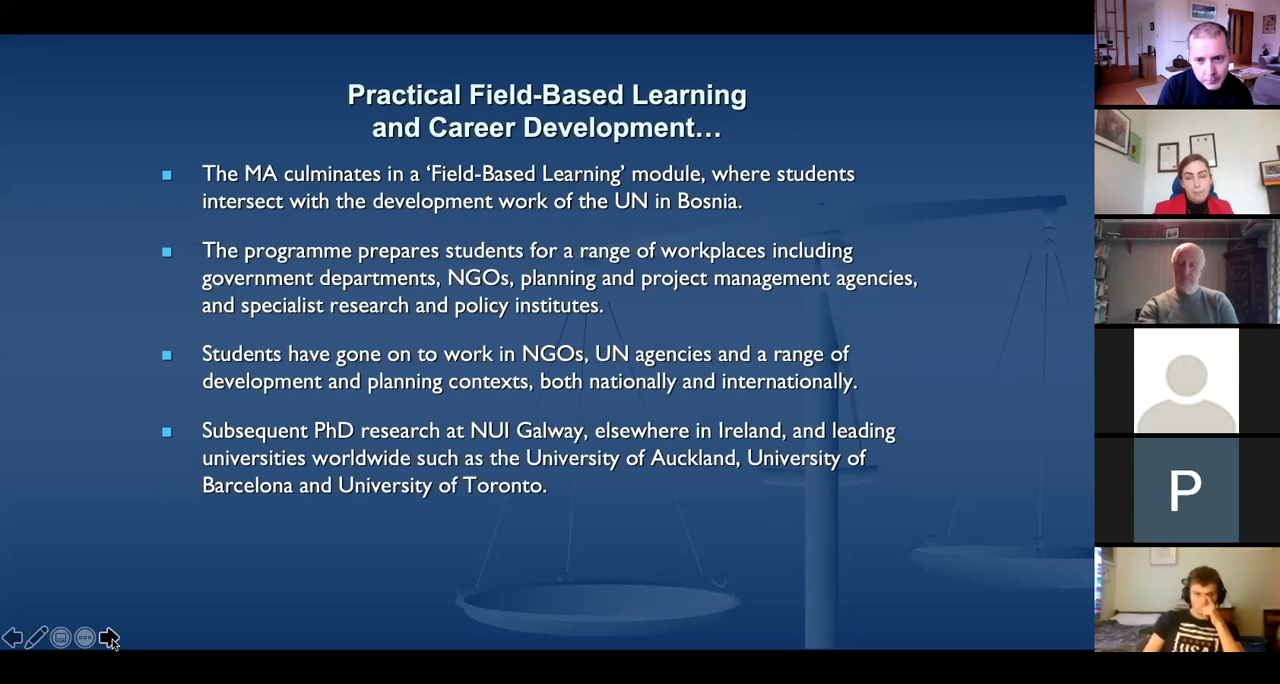 Practical Field-Based Learning
and Career Development…
The MA culminates in a ‘Field-Based Learning’ module, where students
intersect with the development work of the UN in Bosnia.
The programme prepares students for a range of workplaces including
government departments, NGOs, planning and project management agencies,
and specialist research and policy institutes.
Students have gone on to work in NGOs, UN agencies and a range of
development and planning contexts, both nationally and internationally.
Subsequent PhD research at NUI Galway, elsewhere in Ireland, and leading
universities worldwide such as the University of Auckland, University of
Barcelona and University of Toronto.
P
USA